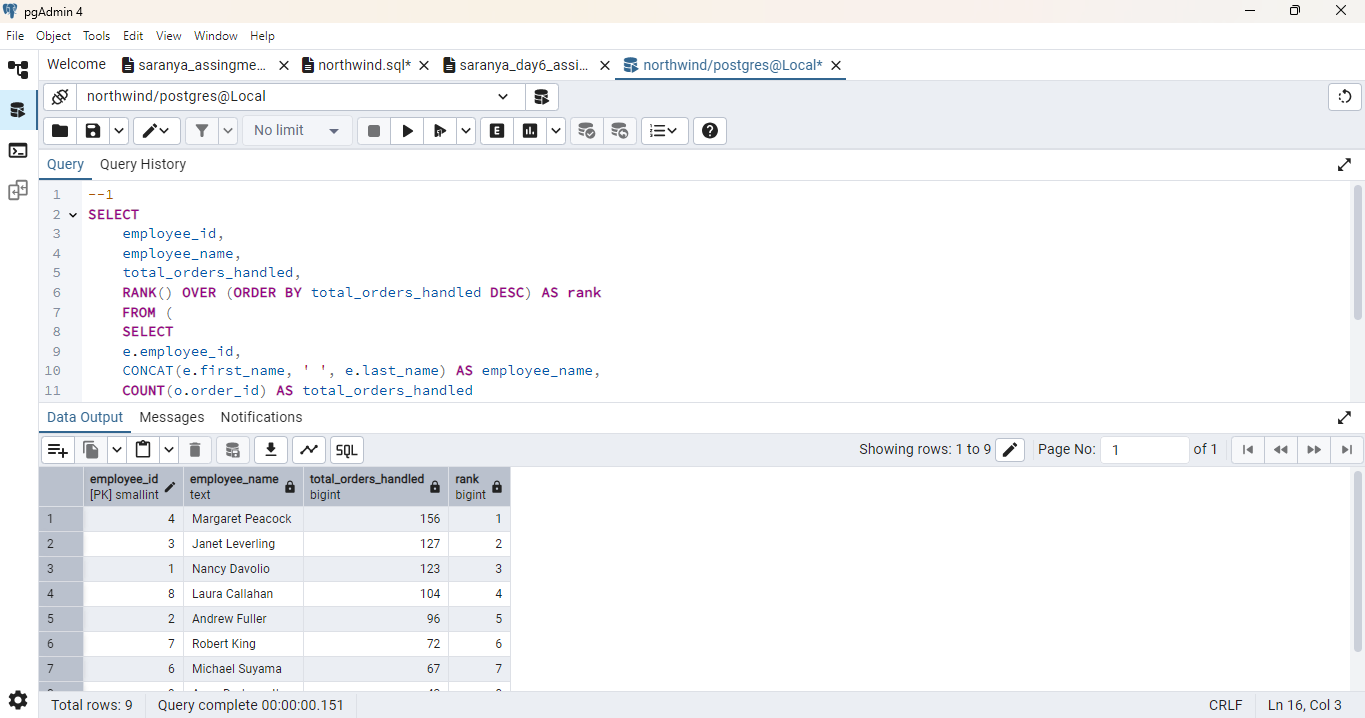 pgAdmin 4
File Object Tools Edit View Window Help
Welcome saranya_assingme... northwind.sql* saranya_day6_assi... northwind/postgres@Local*
northwind/postgres@Local
No limit
E
Query Query History
1 --1
2 SELECT
3 employee_id,
4 employee_name,
5 total_orders_handled,
6 RANK() OVER (ORDER BY total_orders_handled DESC) AS rank
7 FROM (
8 SELECT
9 e.employee_id,
10 CONCAT(e.first_name, ' ', e.last_name) AS employee_name,
11 COUNT(o.order_id) AS total_orders_handled
Data Output Messages Notifications
SQL Showing rows: 1 to 9 Page No: 1 of 1
employee_id employee_name total_orders_handled rank
[PK] smallint text bigint bigint
1 4 Margaret Peacock 156 1
2 3 Janet Leverling 127 2
3 1 Nancy Davolio 123 3
4 8 Laura Callahan 104 4
5 2 Andrew Fuller 96 5
6 7 Robert King 72 6
7 6 Michael Suyama 67 7
Total rows: 9 Query complete 00:00:00.151 CRLF Ln 16, Col 3